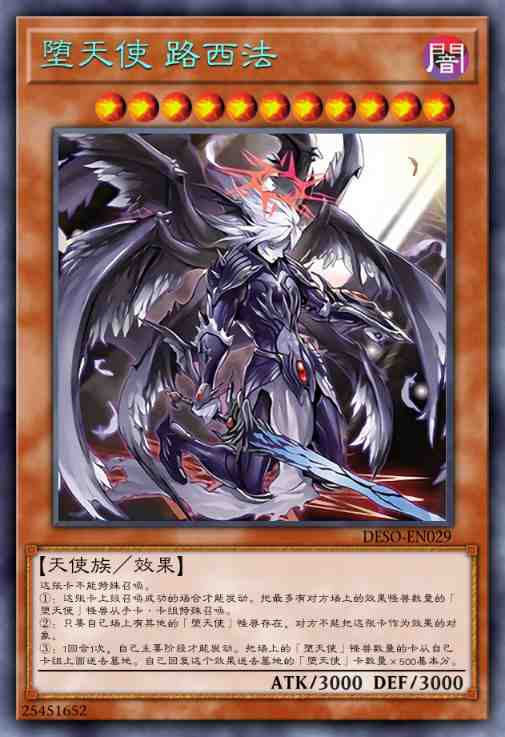 堕天使 路西法
闇
DESO-EN029
【天使族／效果】
这张卡不能特殊召唤。
①：这张卡上级召唤成功的场合才能发动。把最多有对方场上的效果怪兽数量的「
堕天使」怪兽从手卡·卡组特殊召唤。
②：只要自己场上有其他的「堕天使」怪兽存在，对方不能把这张卡作为效果的对
象。
③：1回合1次，自己主要阶段才能发动。把场上的「堕天使」怪兽数量的卡从自己
卡组上面送去墓地。自己回复这个效果送去墓地的「堕天使」卡数量×500基本分。
ATK/3000 DEF/3000
25451652